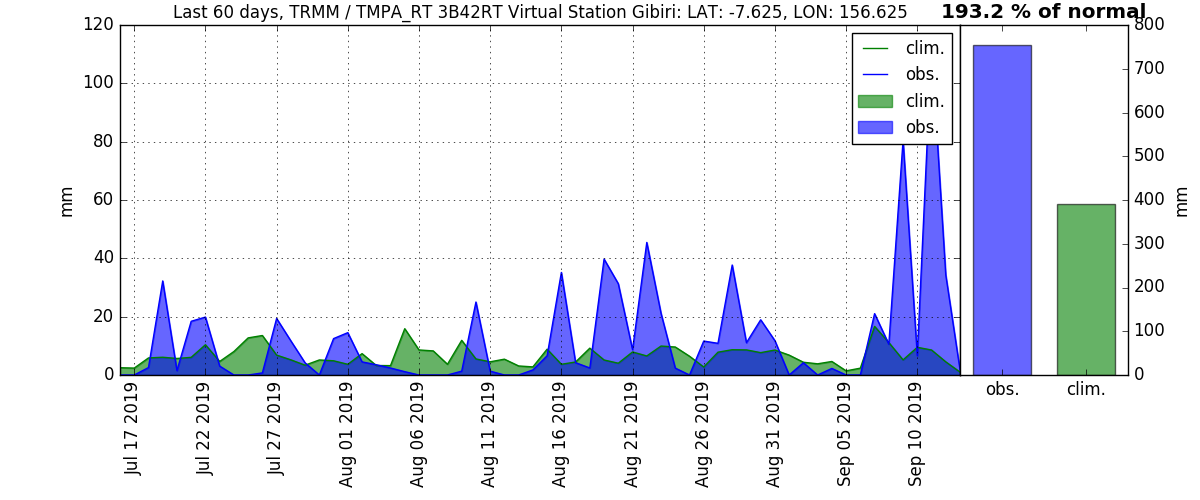 Last 60 days, TRMM / TMPA_RT 3B42RT Virtual Station Gibiri: LAT: -7.625, LON: 156.625
193.2 % of normal
120
100
80
60
40
20
0
mm
clim.
obs.
clim.
obs.
800
700
600
500
400
300
200
100
0
mm
Jul 17 2019
Jul 22 2019
Jul 27 2019
Aug 01 2019
Aug 06 2019
Aug 11 2019
Aug 16 2019
Aug 21 2019
Aug 26 2019
Aug 31 2019
Sep 05 2019
Sep 10 2019
obs.
clim.